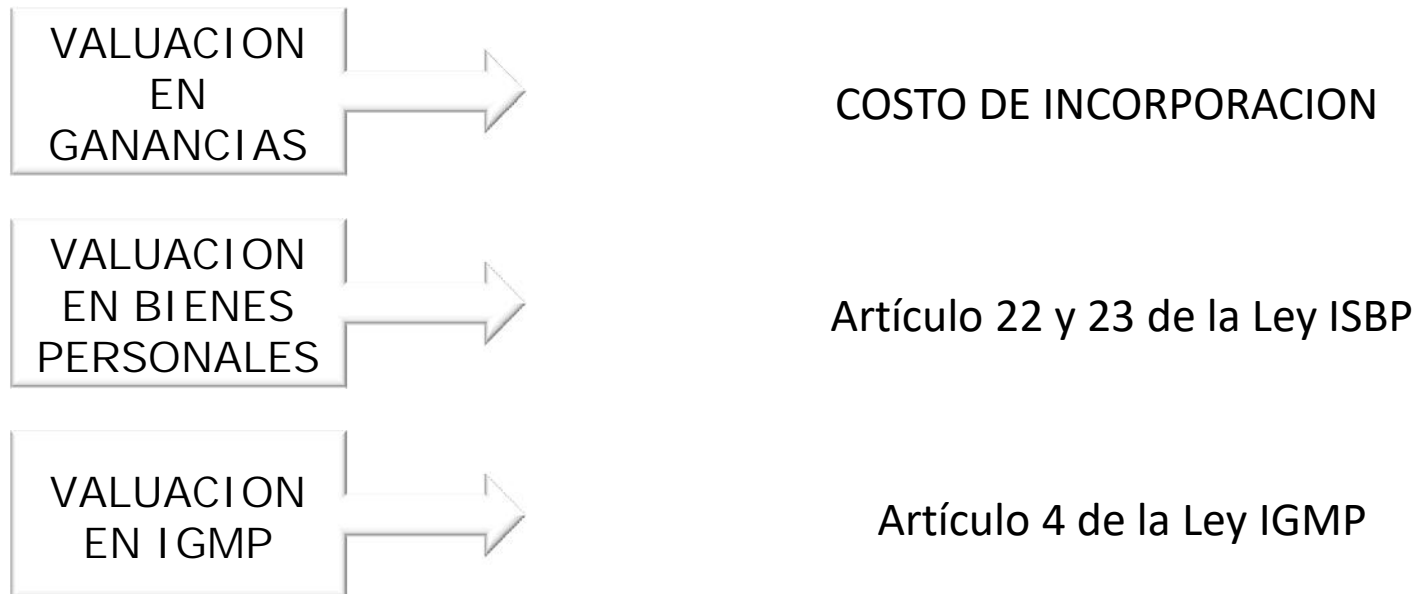 VALUACION
EN
GANANCIAS
COSTO DE INCORPORACION
VALUACION
EN BIENES
PERSONALES
Artículo 22 y 23 de la Ley ISBP
VALUACION
EN IGMP
Artículo 4 de la Ley IGMP